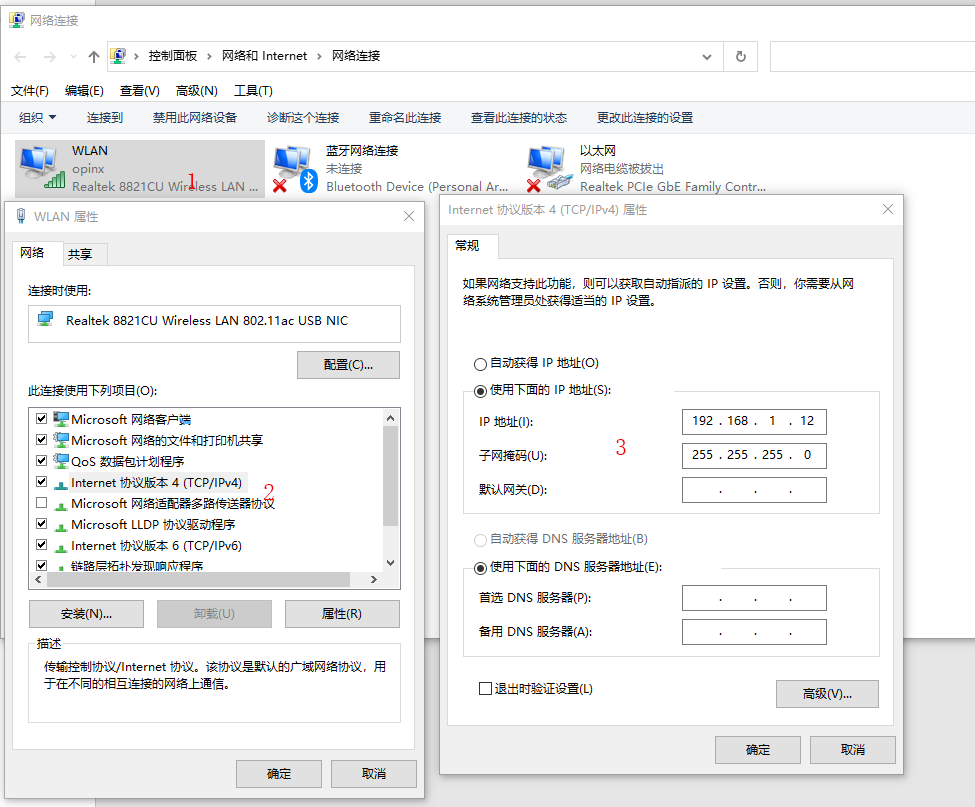 网络连接
控制面板 › 网络和 Internet › 网络连接
文件(F) 编辑(E) 查看(V) 高级(N) 工具(T)
组织 连接到 禁用此网络设备 诊断这个连接 重命名此连接 查看此连接的状态 更改此连接的设置
WLAN
opinx
Realtek 8821CU Wireless LAN ...
1
蓝牙网络连接
未连接
Bluetooth Device (Personal Ar...
以太网
网络电缆被拔出
Realtek PCIe GbE Family Contr...
WLAN 属性
网络 共享
连接时使用:
Realtek 8821CU Wireless LAN 802.11ac USB NIC
配置(C)...
此连接使用下列项目(O):
Microsoft 网络客户端
Microsoft 网络的文件和打印机共享
QoS 数据包计划程序
Internet 协议版本 4 (TCP/IPv4)
2
Microsoft 网络适配器多路传送器协议
Microsoft LLDP 协议驱动程序
Internet 协议版本 6 (TCP/IPv6)
链路层拓扑发现响应程序
安装(N)... 卸载(U) 属性(R)
描述
传输控制协议/Internet 协议。该协议是默认的广域网络协议，用
于在不同的相互连接的网络上通信。
确定 取消
Internet 协议版本 4 (TCP/IPv4) 属性
常规
如果网络支持此功能，则可以获取自动指派的 IP 设置。否则，你需要从网
络系统管理员处获得适当的 IP 设置。
自动获得 IP 地址(O)
使用下面的 IP 地址(S):
IP 地址(I): 192 . 168 . 1 . 12
子网掩码(U): 255 . 255 . 255 . 0
3
默认网关(D): . . .
自动获得 DNS 服务器地址(B)
使用下面的 DNS 服务器地址(E):
首选 DNS 服务器(P): . . .
备用 DNS 服务器(A): . . .
退出时验证设置(L)
高级(V)...
确定 取消